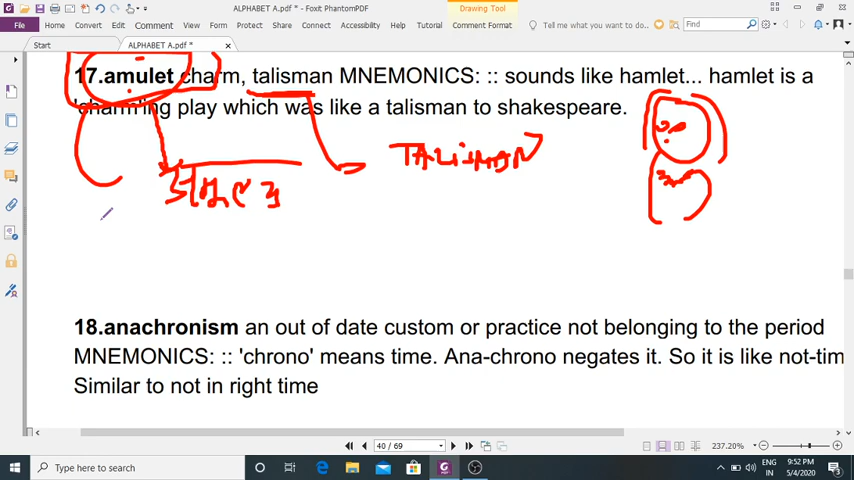 ALPHABET A.pdf * - Foxit PhantomPDF
Drawing Tool
File Home Edit Comment View Form Protect Share Connect Accessibility Help Tutorial Comment Format Tell me what you want to do... Find
Start ALPHABET A.pdf *
17.amulet charm, talisman MNEMONICS: :: sounds like hamlet... hamlet is a
'charm'ing play which was like a talisman to shakespeare.
TALiSMAN
18.anachronism an out of date custom or practice not belonging to the period
MNEMONICS: :: 'chrono' means time. Ana-chrono negates it. So it is like not-tim
Similar to not in right time
40 / 69
237.20%
Type here to search
ENG
IN
9:52 PM
5/4/2020
3